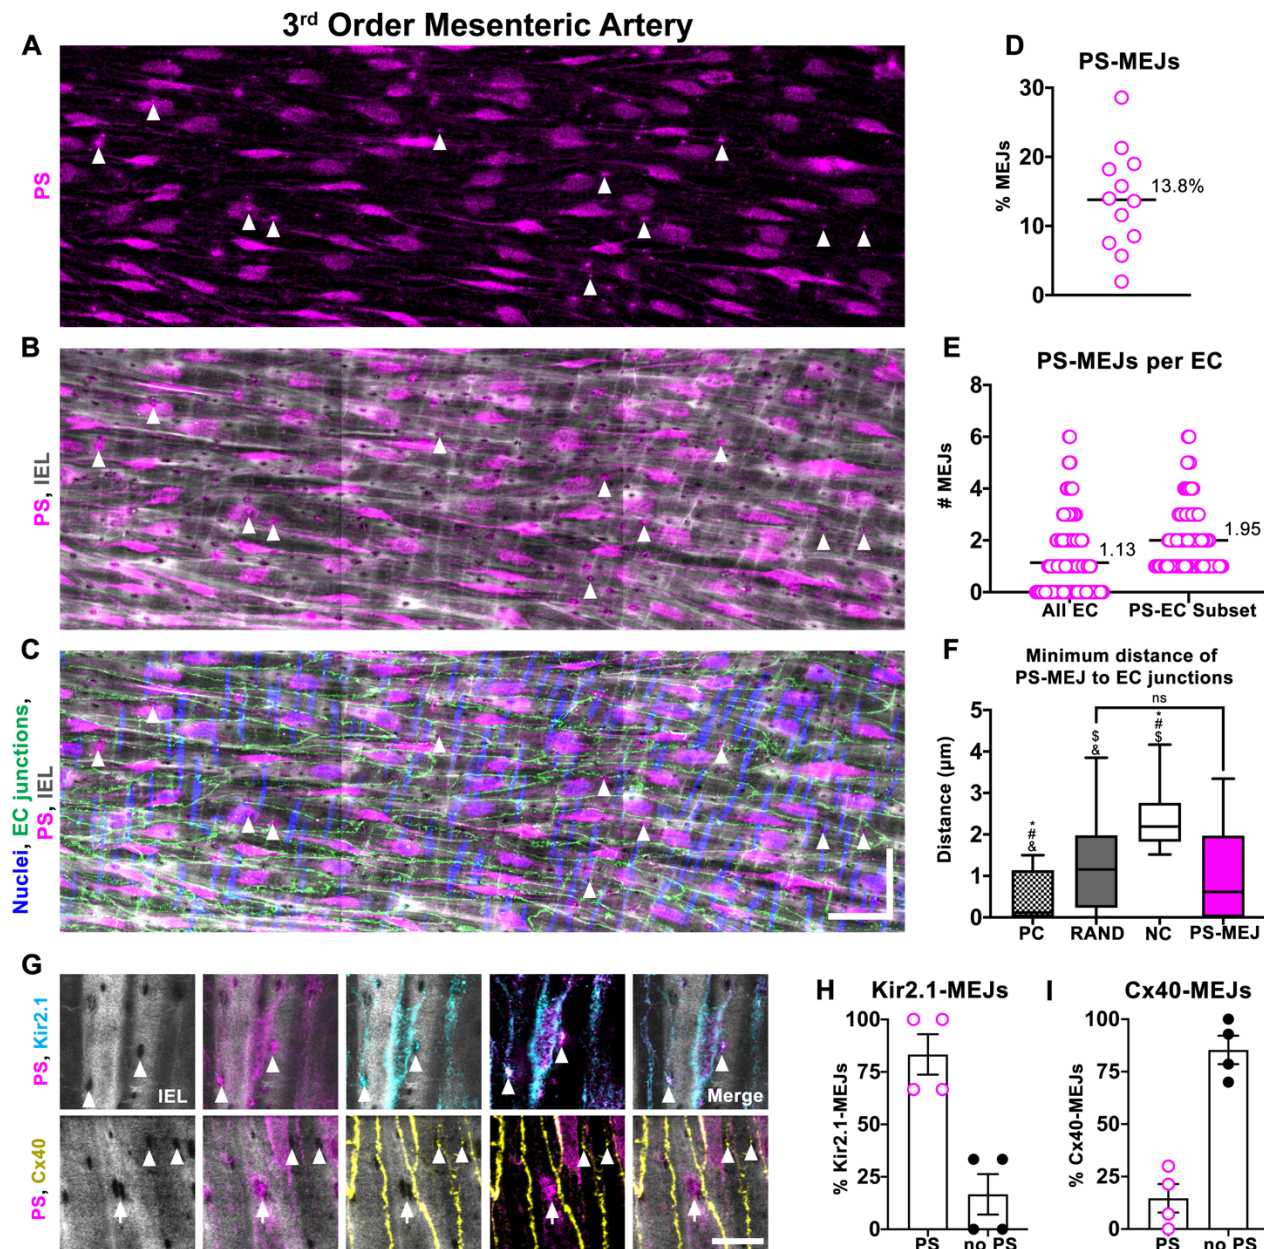 3rd Order Mesenteric Artery
A
PS
B
PS, IEL
C
Nuclei, EC junctions,
PS, IEL
D
PS-MEJs
% MEJs
30
20
10
0
13.8%
E
PS-MEJs per EC
# MEJs
8
6
4
2
0
1.13
1.95
All EC
PS-EC Subset
F
Minimum distance of
PS-MEJ to EC junctions
Distance (µm)
5
4
3
2
1
0
*
#
&
$
&
*
#
$
ns
PC
RAND
NC
PS-MEJ
G
PS, Kir2.1
IEL
Merge
PS, Cx40
H
Kir2.1-MEJs
% Kir2.1-MEJs
100
75
50
25
0
PS
no PS
I
Cx40-MEJs
% Cx40-MEJs
100
75
50
25
0
PS
no PS